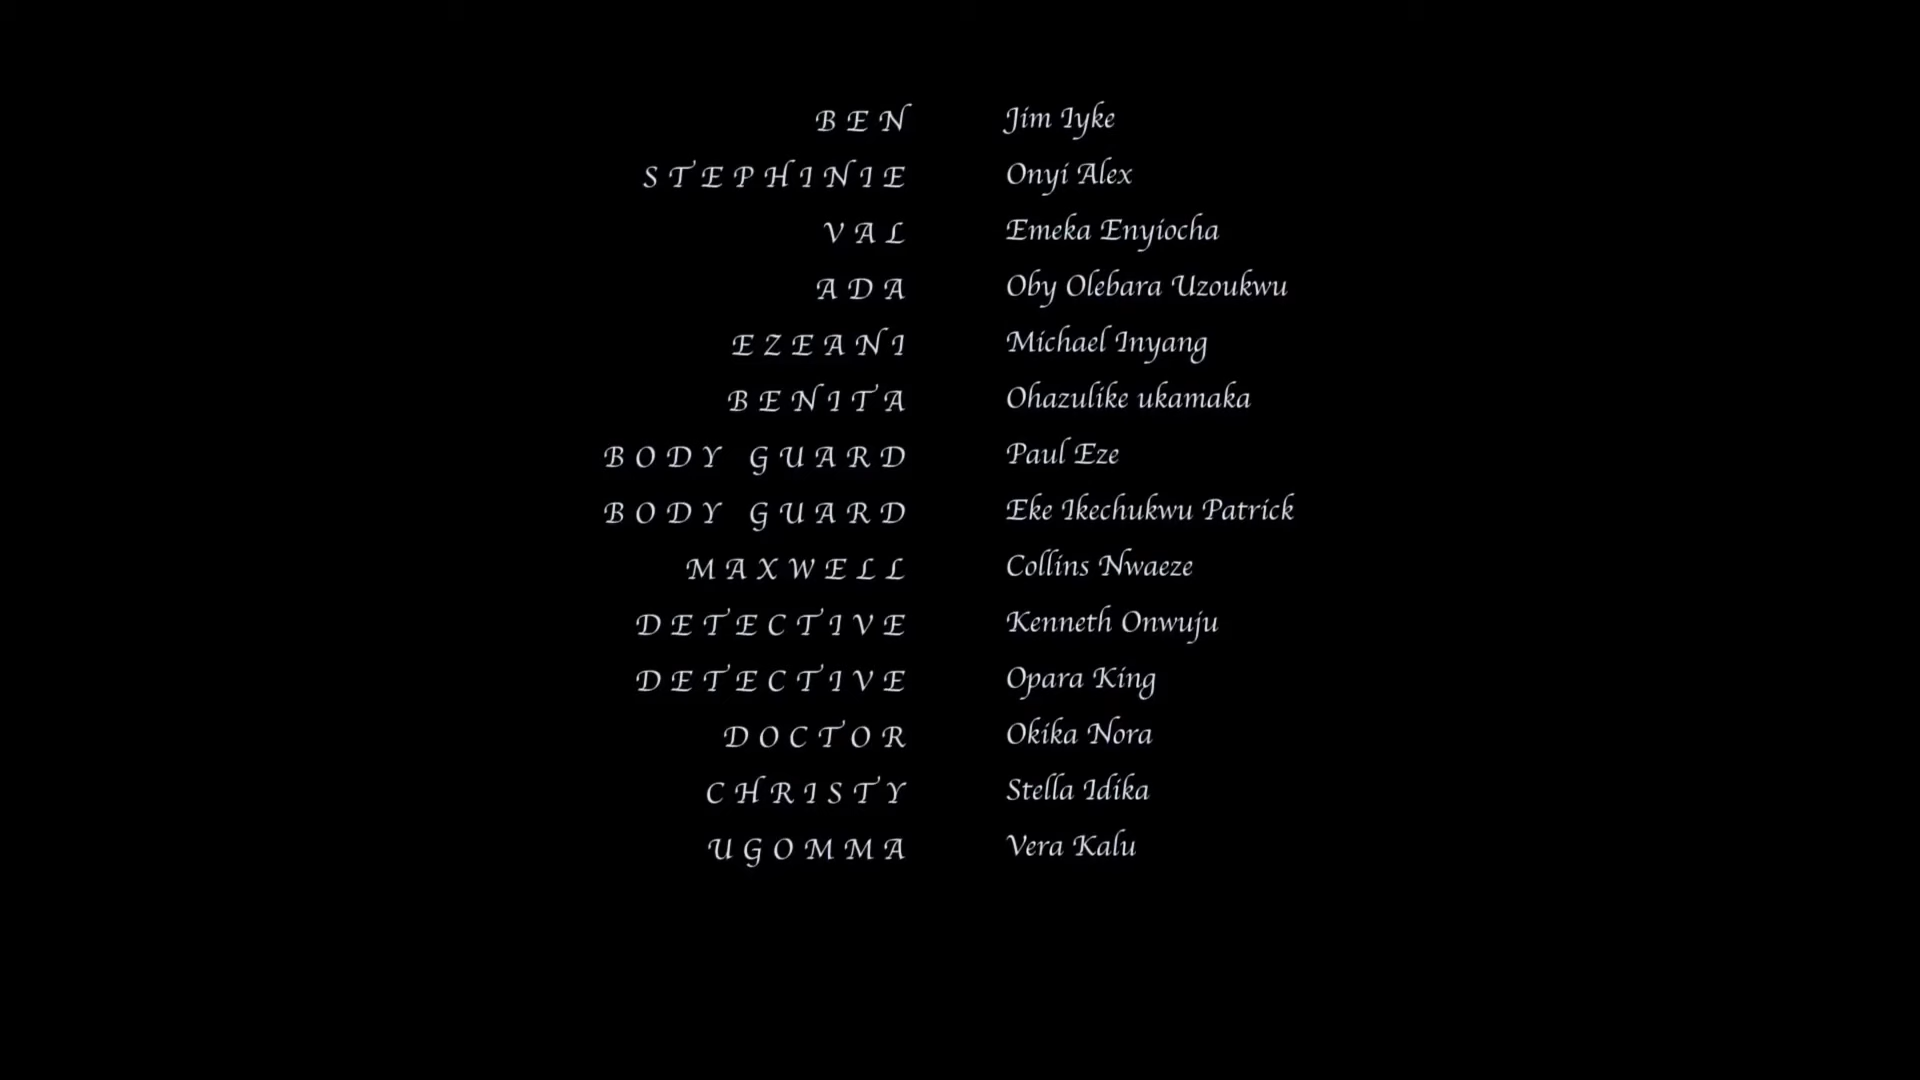 BEN Jim Iyke
STEPHINIE Onyi Alex
VAL Emeka Enyiocha
ADA Oby Olebara Uzoukwu
EZEANI Michael Inyang
BENITA Ohazulike ukamaka
BODY GUARD Paul Eze
BODY GUARD Eke Ikechukwu Patrick
MAXWELL Collins Nwaeze
DETECTIVE Kenneth Onwuju
DETECTIVE Opara King
DOCTOR Okika Nora
CHRISTY Stella Idika
UGOMMA Vera Kalu